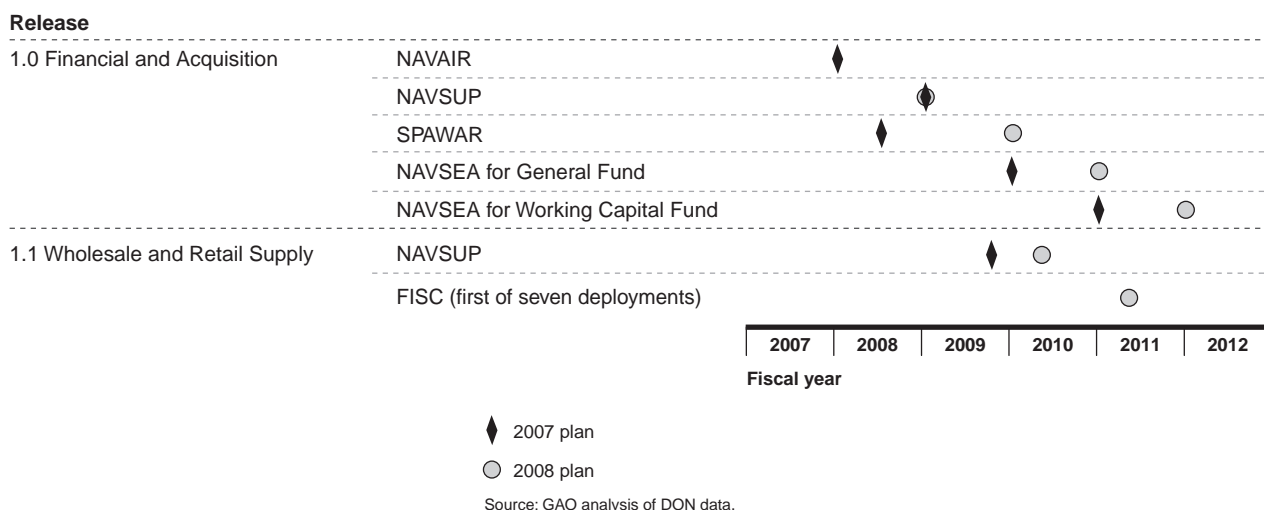 Release
1.0 Financial and Acquisition NAVAIR
NAVSUP
SPAWAR
NAVSEA for General Fund
NAVSEA for Working Capital Fund
1.1 Wholesale and Retail Supply NAVSUP
FISC (first of seven deployments)
2007 2008 2009 2010 2011 2012
Fiscal year
2007 plan
2008 plan
Source: GAO analysis of DON data.